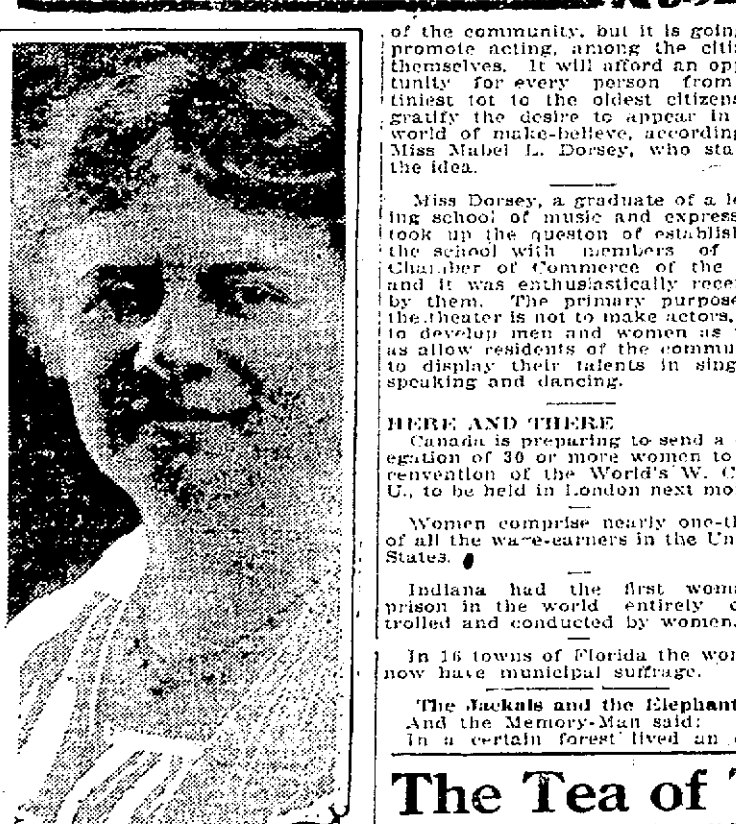 of the community, but it is goin
promote acting, among the citi
themselves. It will afford an op
tunity for every person from
tiniest tot to the oldest citizens
gratify the desire to appear in
world of make-believe, according
Miss Mabel L. Dorsey, who sta
the idea.
Miss Dorsey, a graduate of a le
ing school of music and express
took up the queston of establish
the school with members of
Chamber of Commerce of the
and it was enthusiastically rece
by them. The primary purpose
the theater is not to make actors,
to develop men and women as
as allow residents of the commu
to display their talents in sing
speaking and dancing.
HERE AND THERE
Canada is preparing to send a
egation of 30 or more women to
renvention of the World's W. C
U., to be held in London next mo
Women comprise nearly one-th
of all the wa-e-earners in the Un
States.
Indiana had the first wom
prison in the world entirely c
trolled and conducted by women.
In 16 towns of Florida the wom
now have municipal suffrage.
The Jackals and the Elephant
And the Memory-Man said:
In a certain forest lived an
The Tea of